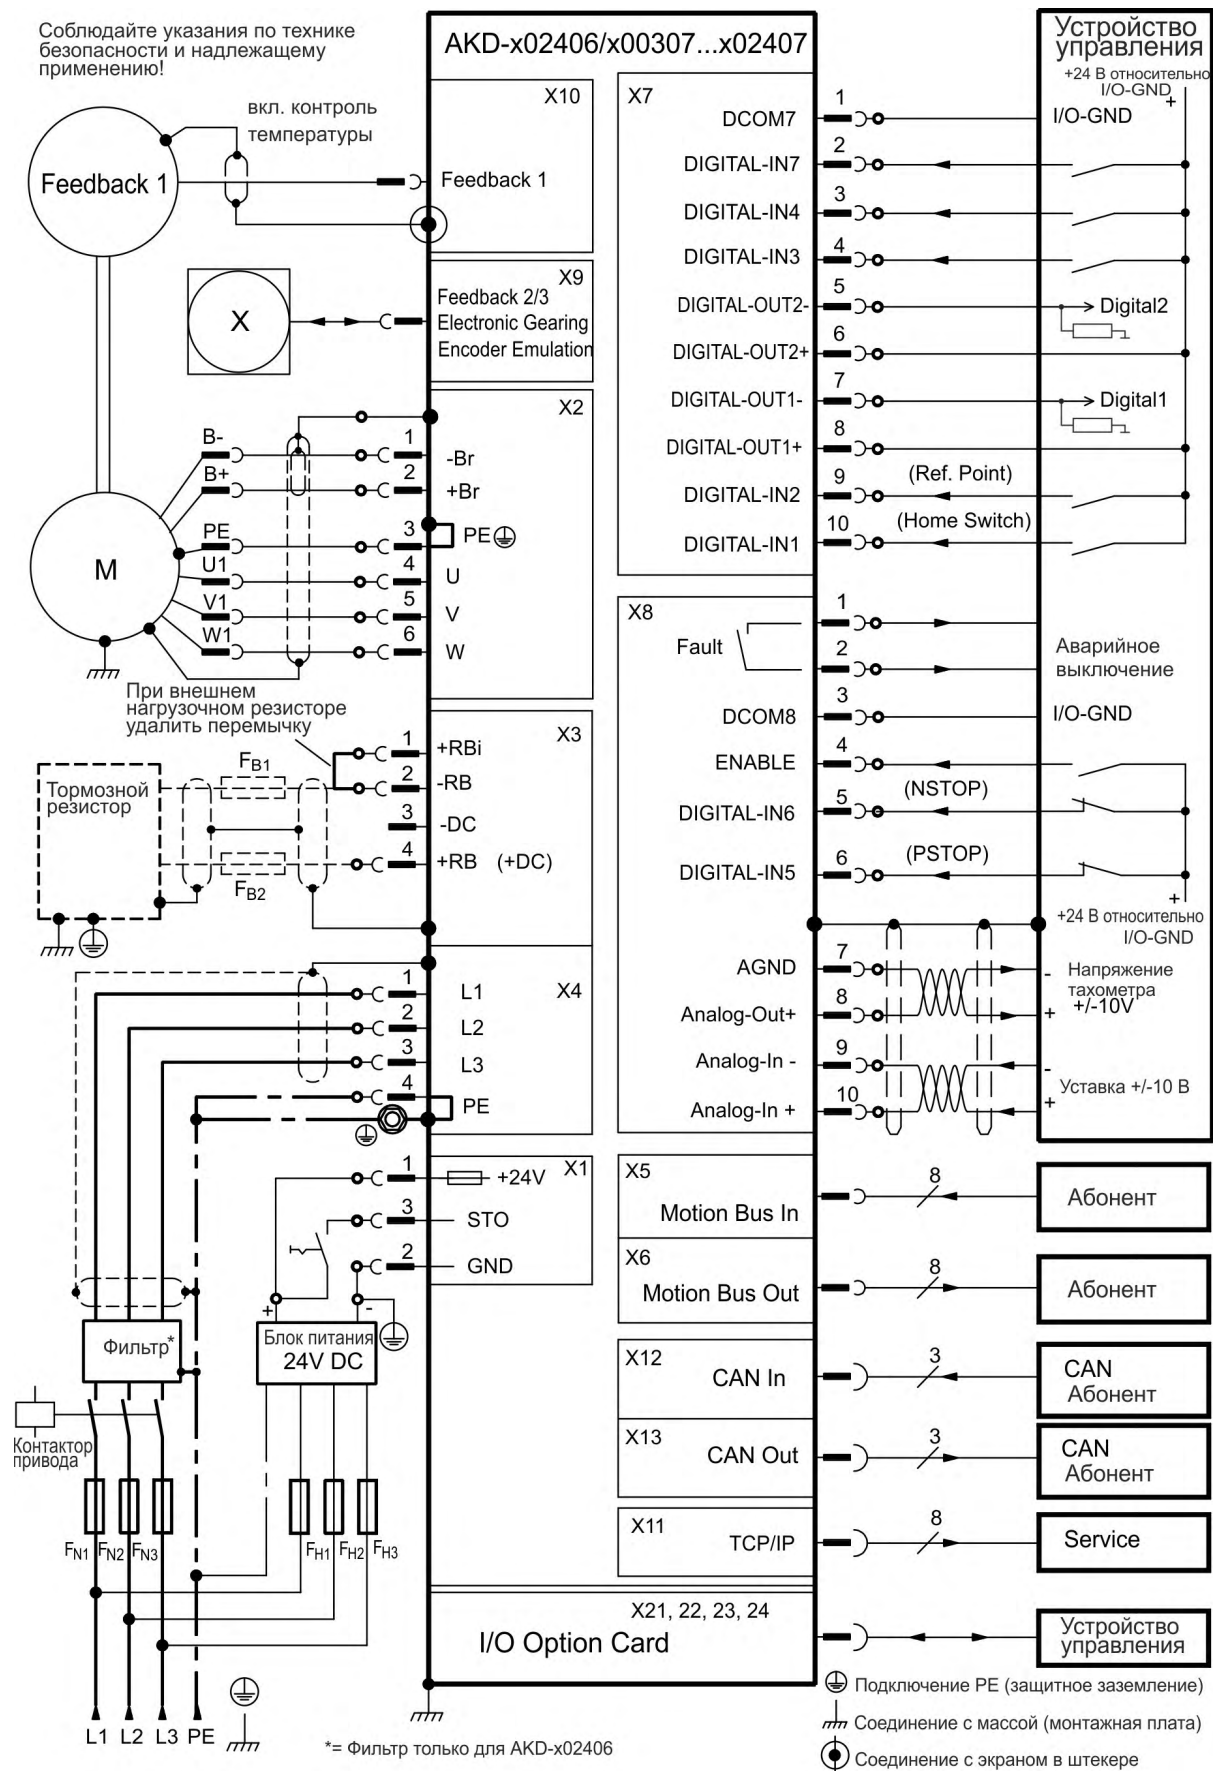 Соблюдайте указания по технике
безопасности и надлежащему
применению!
AKD-x02406/x00307...x02407
Устройство
управления
+24 В относительно
I/O-GND
+
вкл. контроль
температуры
Feedback 1
X10
Feedback 1
X
X9
Feedback 2/3
Electronic Gearing
Encoder Emulation
X2
B-
1
-Br
B+
2
+Br
PE
3
PE
U1
4
U
V1
5
V
W1
6
W
M
При внешнем
нагрузочном резисторе
удалить перемычку
X3
1
+RBi
2
-RB
3
-DC
4
+RB (+DC)
FB1
FB2
Тормозной
резистор
X4
1
L1
2
L2
3
L3
4
PE
X1
1
+24V
3
STO
2
GND
+
-
Блок питания
24V DC
Фильтр*
Контактор
привода
FN1
FN2
FN3
FH1
FH2
FH3
L1
L2
L3
PE
*= Фильтр только для AKD-x02406
X7
DCOM7
1
I/O-GND
DIGITAL-IN7
2
DIGITAL-IN4
3
DIGITAL-IN3
4
DIGITAL-OUT2-
5
Digital2
DIGITAL-OUT2+
6
DIGITAL-OUT1-
7
Digital1
DIGITAL-OUT1+
8
DIGITAL-IN2
9
(Ref. Point)
DIGITAL-IN1
10
(Home Switch)
X8
Fault
1
2
Аварийное
выключение
DCOM8
3
I/O-GND
ENABLE
4
DIGITAL-IN6
5
(NSTOP)
DIGITAL-IN5
6
(PSTOP)
+
+24 В относительно
I/O-GND
AGND
7
-
Напряжение
тахометра
+/-10V
Analog-Out+
8
+
Analog-In -
9
-
Уставка +/-10 В
Analog-In +
10
+
X5
Motion Bus In
8
Абонент
X6
Motion Bus Out
8
Абонент
X12
CAN In
3
CAN
Абонент
X13
CAN Out
3
CAN
Абонент
X11
TCP/IP
8
Service
X21, 22, 23, 24
I/O Option Card
Устройство
управления
Подключение PE (защитное заземление)
Соединение с массой (монтажная плата)
Соединение с экраном в штекере